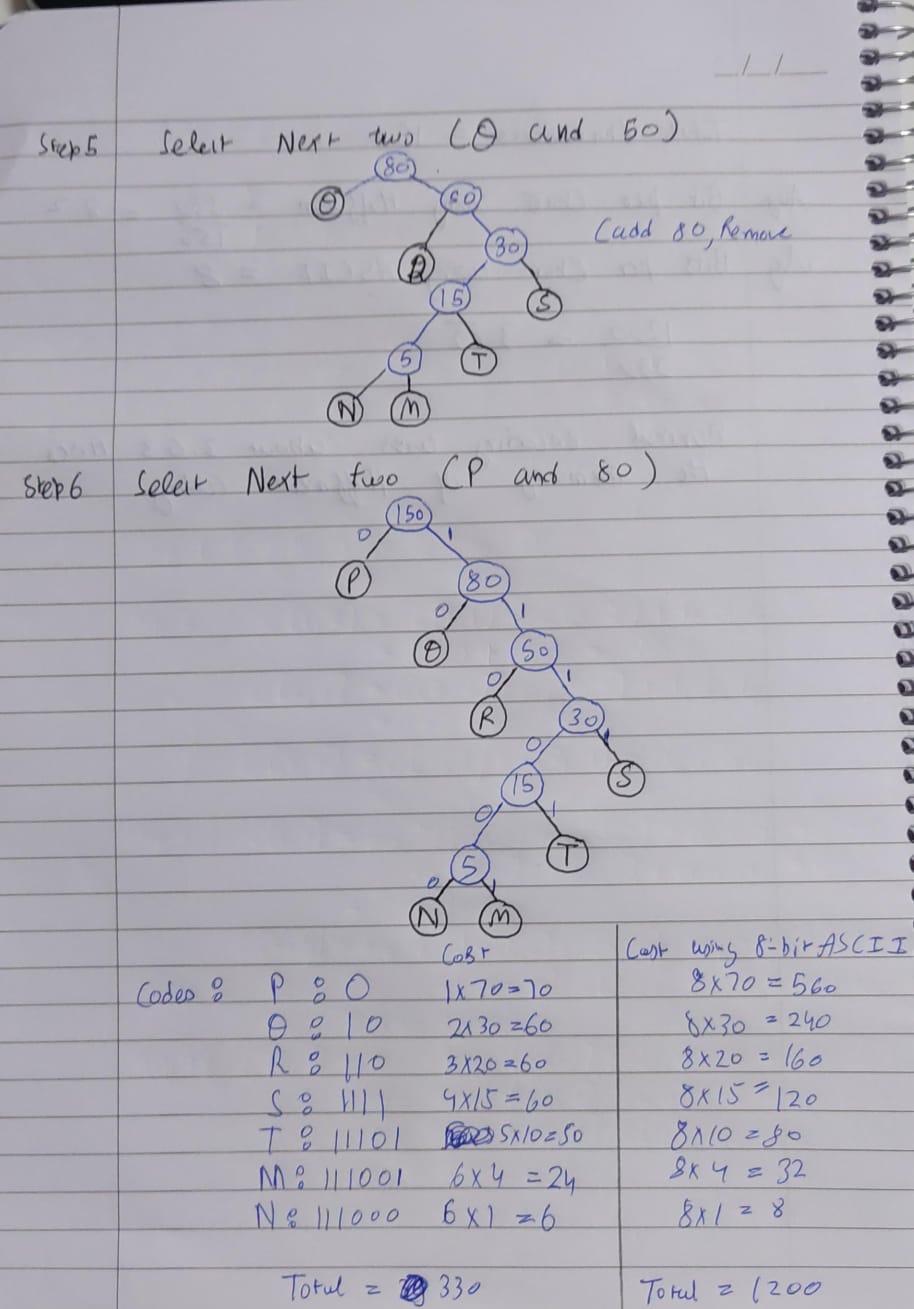 _/_/_
Step 5 Select Next two (Q and 50)
80
Q 50
(add 80, Remove
R 30
15 S
5 T
N M
Step 6 Select Next two (P and 80)
150
0 1
P 80
0 1
Q 50
0 1
R 30
0 1
15 S
0 1
5 T
0 1
N M
Cost Cost using 8-bit ASCII
Codes : P : 0 1x70=70 8x70 = 560
Q : 10 2x30=60 8x30 = 240
R : 110 3x20=60 8x20 = 160
S : 1111 4x15=60 8x15 = 120
T : 11101 5x10=50 8x10 = 80
M : 111001 6x4 = 24 8x4 = 32
N : 111000 6x1 = 6 8x1 = 8
Total = 330 Total = 1200